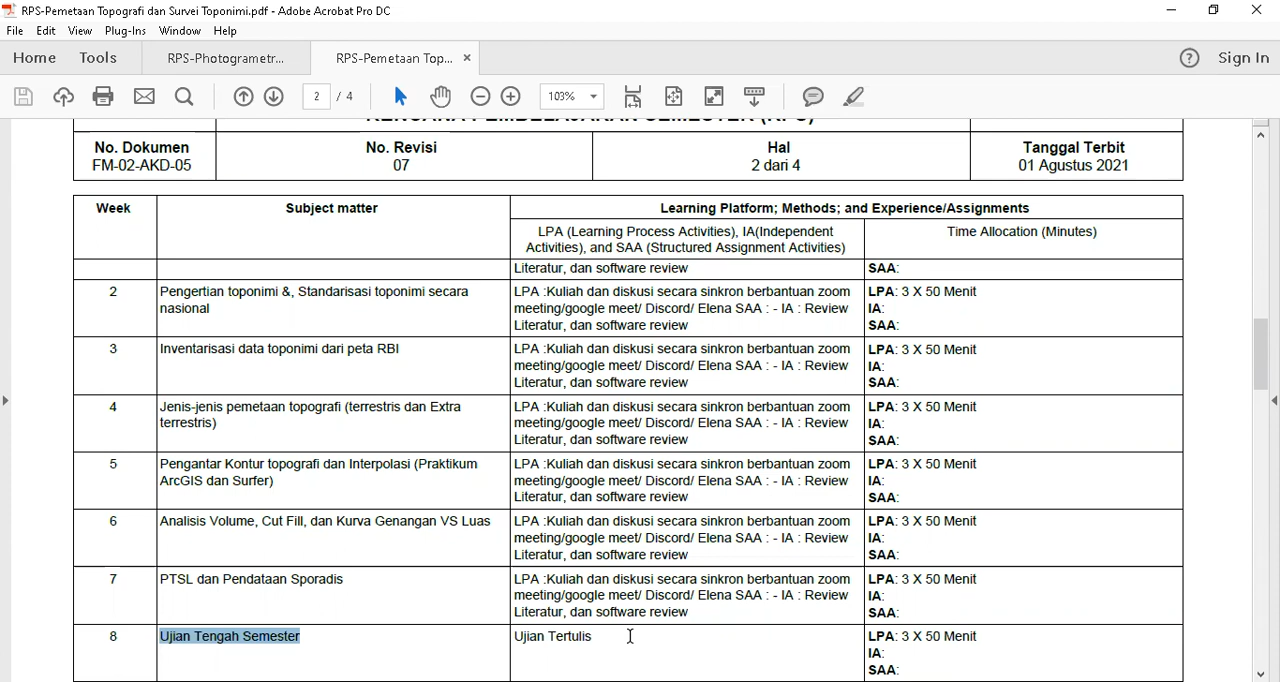 RPS-Pemetaan Topografi dan Survei Toponimi.pdf - Adobe Acrobat Pro DC
File Edit View Plug-Ins Window Help
Home Tools RPS-Photogrametr... RPS-Pemetaan Top... × Sign In
2 / 4 103%
RENCANA PEMBELAJARAN SEMESTER (RPS)
No. Dokumen No. Revisi Hal Tanggal Terbit
FM-02-AKD-05 07 2 dari 4 01 Agustus 2021
Week Subject matter Learning Platform; Methods; and Experience/Assignments
LPA (Learning Process Activities), IA(Independent Time Allocation (Minutes)
Activities), and SAA (Structured Assignment Activities)
Literatur, dan software review SAA:
2 Pengertian toponimi &, Standarisasi toponimi secara LPA :Kuliah dan diskusi secara sinkron berbantuan zoom LPA: 3 X 50 Menit
nasional meeting/google meet/ Discord/ Elena SAA : - IA : Review IA:
Literatur, dan software review SAA:
3 Inventarisasi data toponimi dari peta RBI LPA :Kuliah dan diskusi secara sinkron berbantuan zoom LPA: 3 X 50 Menit
meeting/google meet/ Discord/ Elena SAA : - IA : Review IA:
Literatur, dan software review SAA:
4 Jenis-jenis pemetaan topografi (terrestris dan Extra LPA :Kuliah dan diskusi secara sinkron berbantuan zoom LPA: 3 X 50 Menit
terrestris) meeting/google meet/ Discord/ Elena SAA : - IA : Review IA:
Literatur, dan software review SAA:
5 Pengantar Kontur topografi dan Interpolasi (Praktikum LPA :Kuliah dan diskusi secara sinkron berbantuan zoom LPA: 3 X 50 Menit
ArcGIS dan Surfer) meeting/google meet/ Discord/ Elena SAA : - IA : Review IA:
Literatur, dan software review SAA:
6 Analisis Volume, Cut Fill, dan Kurva Genangan VS Luas LPA :Kuliah dan diskusi secara sinkron berbantuan zoom LPA: 3 X 50 Menit
meeting/google meet/ Discord/ Elena SAA : - IA : Review IA:
Literatur, dan software review SAA:
7 PTSL dan Pendataan Sporadis LPA :Kuliah dan diskusi secara sinkron berbantuan zoom LPA: 3 X 50 Menit
meeting/google meet/ Discord/ Elena SAA : - IA : Review IA:
Literatur, dan software review SAA:
8 Ujian Tengah Semester Ujian Tertulis LPA: 3 X 50 Menit
IA:
SAA: